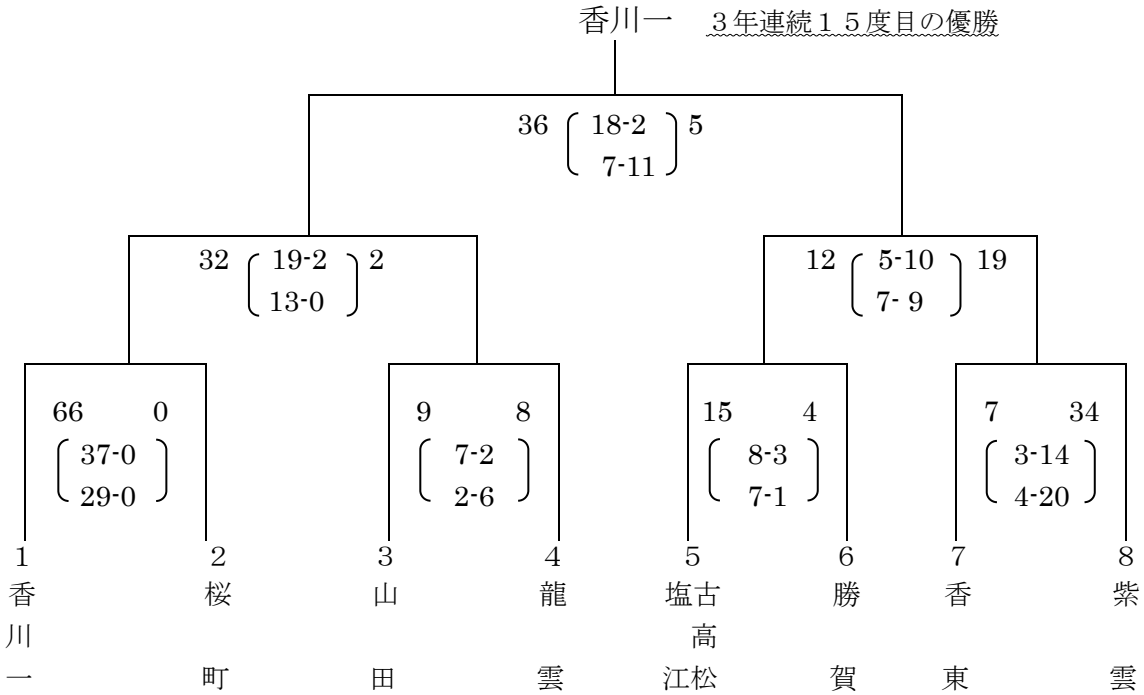 香川一 ３年連続１５度目の優勝
36 18-2 5
7-11
32 19-2 2
13-0
12 5-10 19
7- 9
66 0
37-0
29-0
9 8
7-2
2-6
15 4
8-3
7-1
7 34
3-14
4-20
1 香川一
2 桜町
3 山田
4 龍雲
5 塩江 古高松
6 勝賀
7 香東
8 紫雲